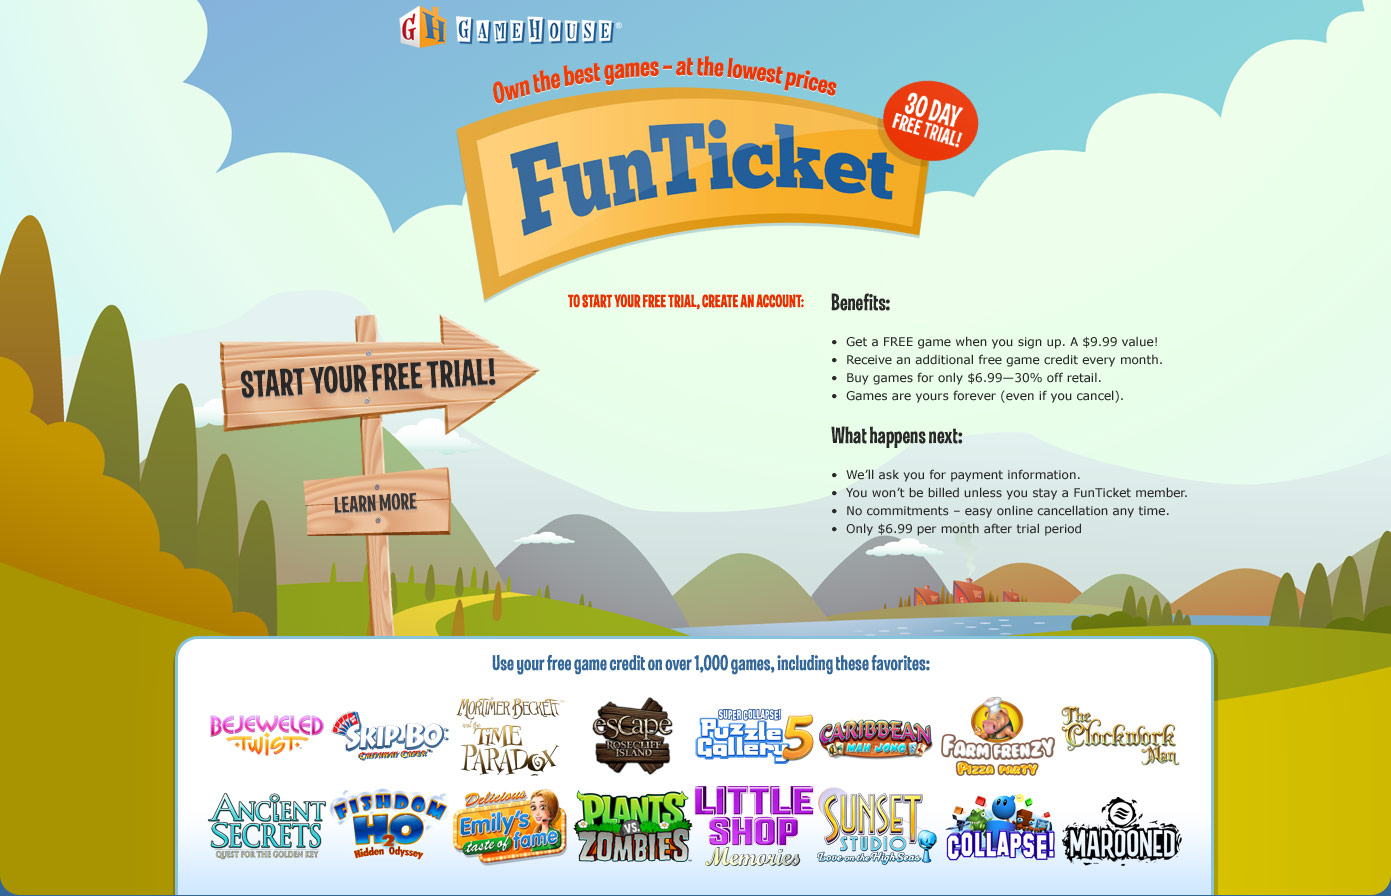 GH GAMEHOUSE®
Own the best games – at the lowest prices
FunTicket
30 DAY
FREE TRIAL!
START YOUR FREE TRIAL!
LEARN MORE
TO START YOUR FREE TRIAL, CREATE AN ACCOUNT:
Benefits:
• Get a FREE game when you sign up. A $9.99 value!
• Receive an additional free game credit every month.
• Buy games for only $6.99—30% off retail.
• Games are yours forever (even if you cancel).
What happens next:
• We’ll ask you for payment information.
• You won’t be billed unless you stay a FunTicket member.
• No commitments – easy online cancellation any time.
• Only $6.99 per month after trial period
Use your free game credit on over 1,000 games, including these favorites:
BEJEWELED
TWIST
SKIP·BO
CASTAWAY CAPER
MORTIMER BECKETT
and the
TIME
PARADOX
escape
ROSECLIFF
ISLAND
SUPER COLLAPSE!
Puzzle
Gallery 5
CARIBBEAN
MAH JONG
FARM FRENZY
PIZZA PARTY
The
Clockwork
Man
ANCIENT
SECRETS
QUEST FOR THE GOLDEN KEY
FISHDOM
H2O
Hidden Odyssey
Delicious
Emily's
taste of fame
PLANTS
VS.
ZOMBIES
LITTLE
SHOP
Memories
SUNSET
STUDIO
Love on the High Seas
COLLAPSE!
MAROONED